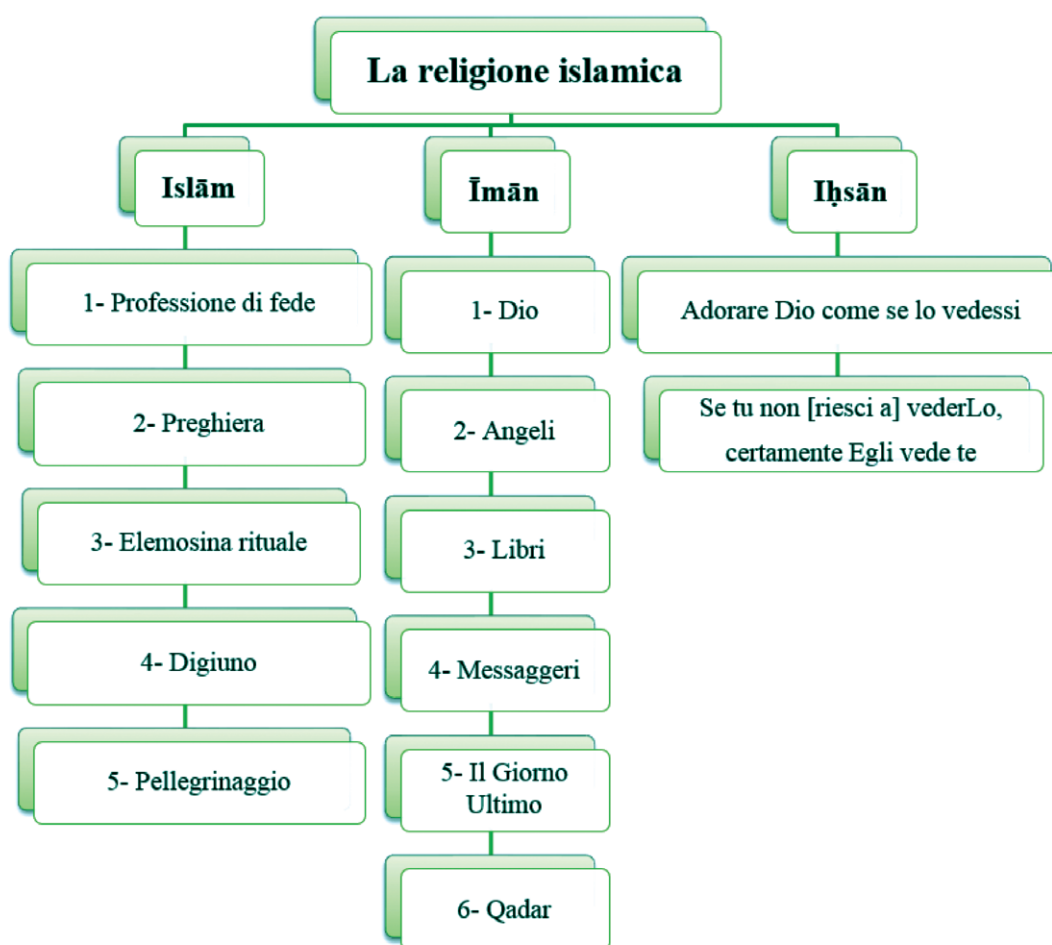 La religione islamica
Islām
1- Professione di fede
2- Preghiera
3- Elemosina rituale
4- Digiuno
5- Pellegrinaggio
Īmān
1- Dio
2- Angeli
3- Libri
4- Messaggeri
5- Il Giorno
Ultimo
6- Qadar
Iḥsān
Adorare Dio come se lo vedessi
Se tu non [riesci a] vederLo,
certamente Egli vede te